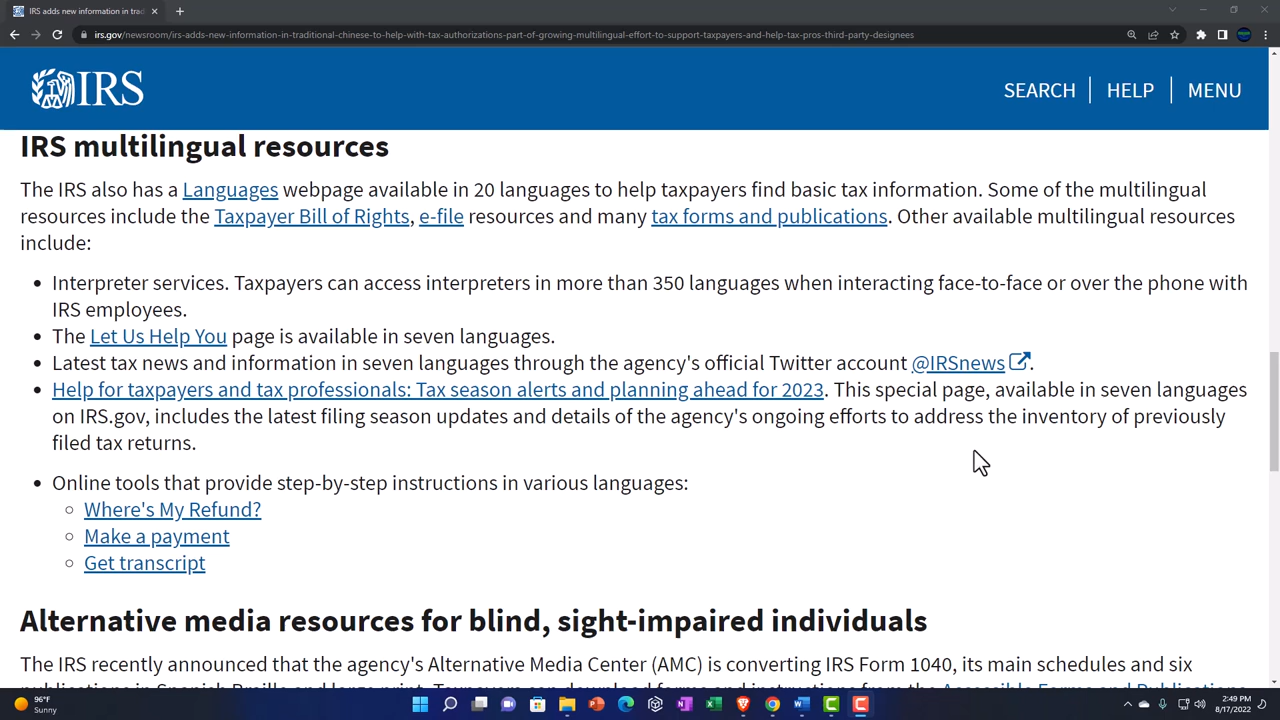 IRS adds new information in trad
irs.gov/newsroom/irs-adds-new-information-in-traditional-chinese-to-help-with-tax-authorizations-part-of-growing-multilingual-effort-to-support-taxpayers-and-help-tax-pros-third-party-designees
IRS
SEARCH
HELP
MENU
IRS multilingual resources
The IRS also has a Languages webpage available in 20 languages to help taxpayers find basic tax information. Some of the multilingual
resources include the Taxpayer Bill of Rights, e-file resources and many tax forms and publications. Other available multilingual resources
include:
• Interpreter services. Taxpayers can access interpreters in more than 350 languages when interacting face-to-face or over the phone with
IRS employees.
• The Let Us Help You page is available in seven languages.
• Latest tax news and information in seven languages through the agency's official Twitter account @IRSnews.
• Help for taxpayers and tax professionals: Tax season alerts and planning ahead for 2023. This special page, available in seven languages
on IRS.gov, includes the latest filing season updates and details of the agency's ongoing efforts to address the inventory of previously
filed tax returns.
• Online tools that provide step-by-step instructions in various languages:
◦ Where's My Refund?
◦ Make a payment
◦ Get transcript
Alternative media resources for blind, sight-impaired individuals
The IRS recently announced that the agency's Alternative Media Center (AMC) is converting IRS Form 1040, its main schedules and six
96°F
Sunny
2:49 PM
8/17/2022